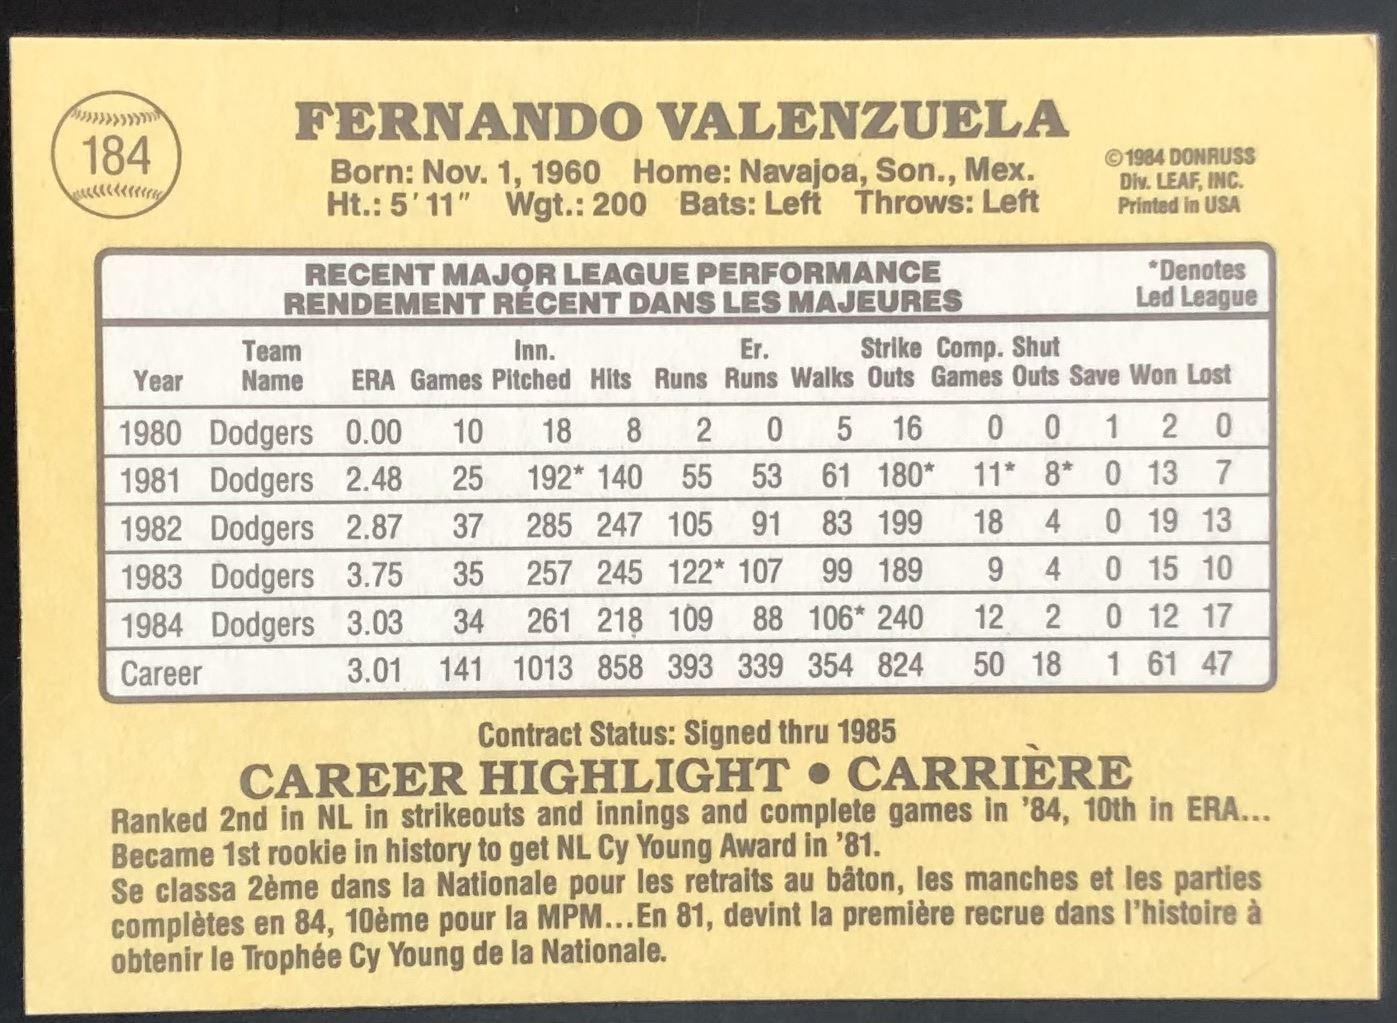 184
FERNANDO VALENZUELA
Born: Nov. 1, 1960 Home: Navajoa, Son., Mex.
Ht.: 5'11" Wgt.: 200 Bats: Left Throws: Left
©1984 DONRUSS
Div. LEAF, INC.
Printed in USA
RECENT MAJOR LEAGUE PERFORMANCE
RENDEMENT RÉCENT DANS LES MAJEURES
*Denotes
Led League
Team Inn. Er. Strike Comp. Shut
Year Name ERA Games Pitched Hits Runs Runs Walks Outs Games Outs Save Won Lost
1980 Dodgers 0.00 10 18 8 2 0 5 16 0 0 1 2 0
1981 Dodgers 2.48 25 192* 140 55 53 61 180* 11* 8* 0 13 7
1982 Dodgers 2.87 37 285 247 105 91 83 199 18 4 0 19 13
1983 Dodgers 3.75 35 257 245 122* 107 99 189 9 4 0 15 10
1984 Dodgers 3.03 34 261 218 109 88 106* 240 12 2 0 12 17
Career 3.01 141 1013 858 393 339 354 824 50 18 1 61 47
Contract Status: Signed thru 1985
CAREER HIGHLIGHT • CARRIÈRE
Ranked 2nd in NL in strikeouts and innings and complete games in '84, 10th in ERA...
Became 1st rookie in history to get NL Cy Young Award in '81.
Se classa 2ème dans la Nationale pour les retraits au bâton, les manches et les parties
complètes en 84, 10ème pour la MPM...En 81, devint la première recrue dans l'histoire à
obtenir le Trophée Cy Young de la Nationale.